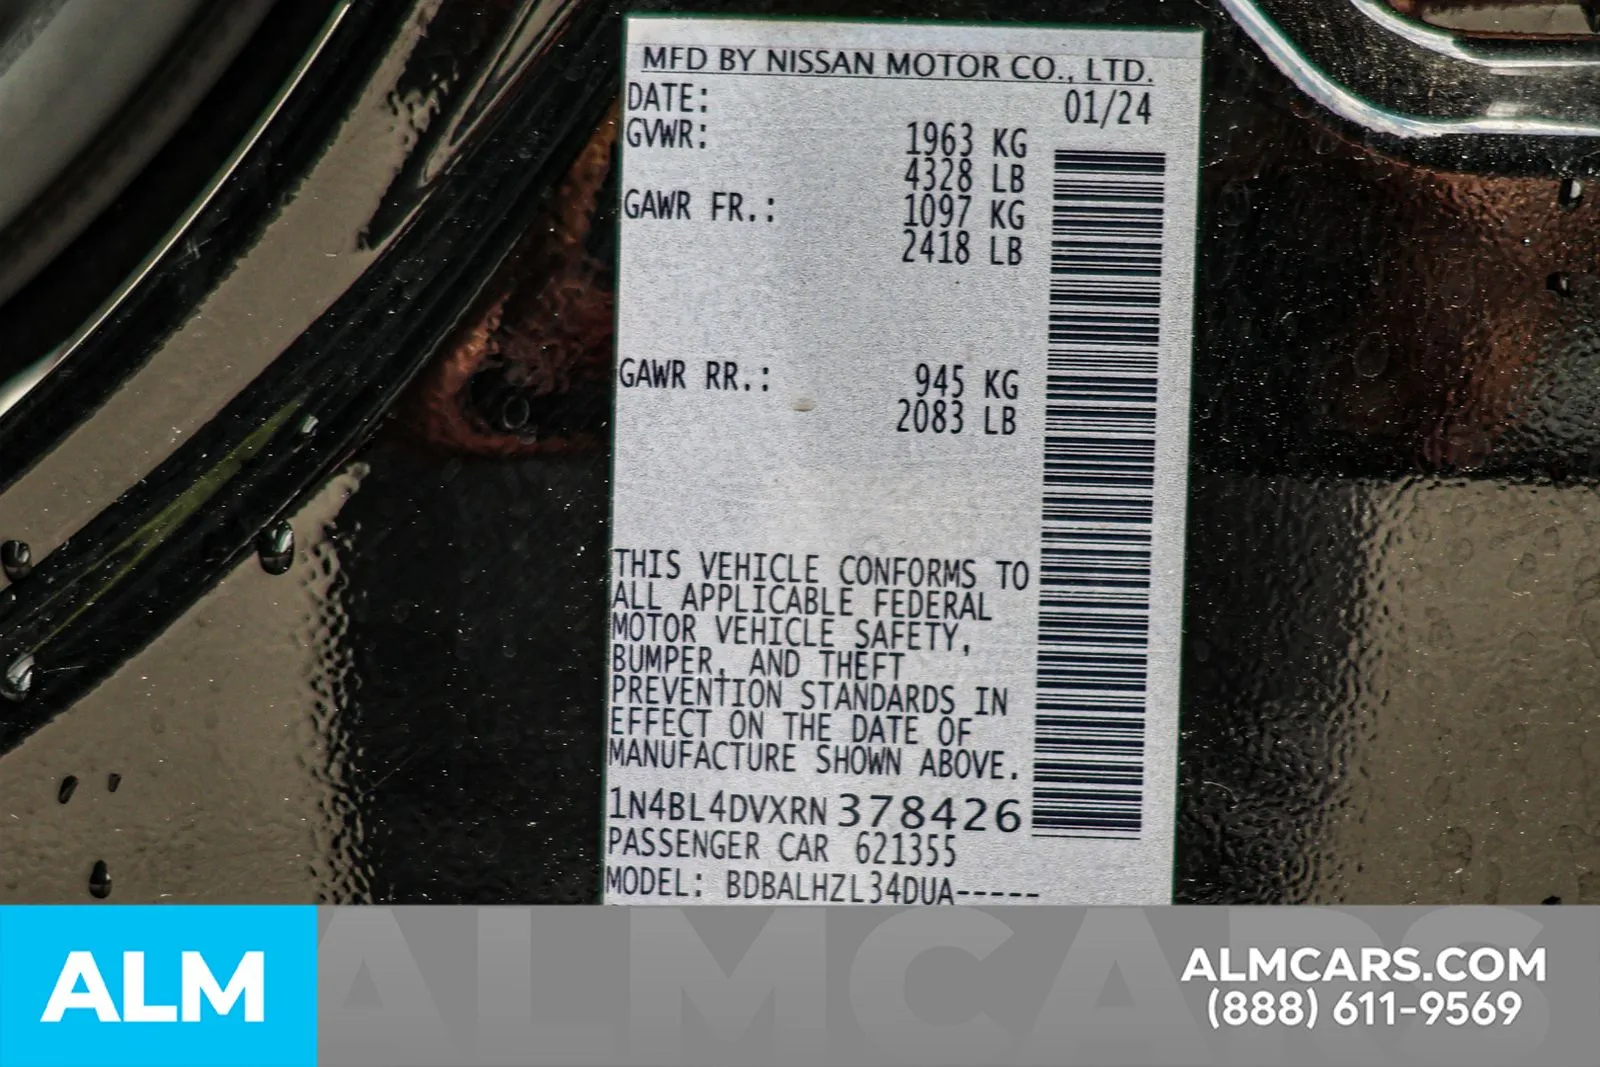 MFD BY NISSAN MOTOR CO., LTD.
DATE: 01/24
GVWR: 1963 KG
4328 LB
GAWR FR.: 1097 KG
2418 LB
GAWR RR.: 945 KG
2083 LB
THIS VEHICLE CONFORMS TO
ALL APPLICABLE FEDERAL
MOTOR VEHICLE SAFETY,
BUMPER, AND THEFT
PREVENTION STANDARDS IN
EFFECT ON THE DATE OF
MANUFACTURE SHOWN ABOVE.
1N4BL4DVXRN378426
PASSENGER CAR 621355
MODEL: BDBALHZL34DUA-----
ALMCARS
ALM
ALMCARS.COM
(888) 611-9569